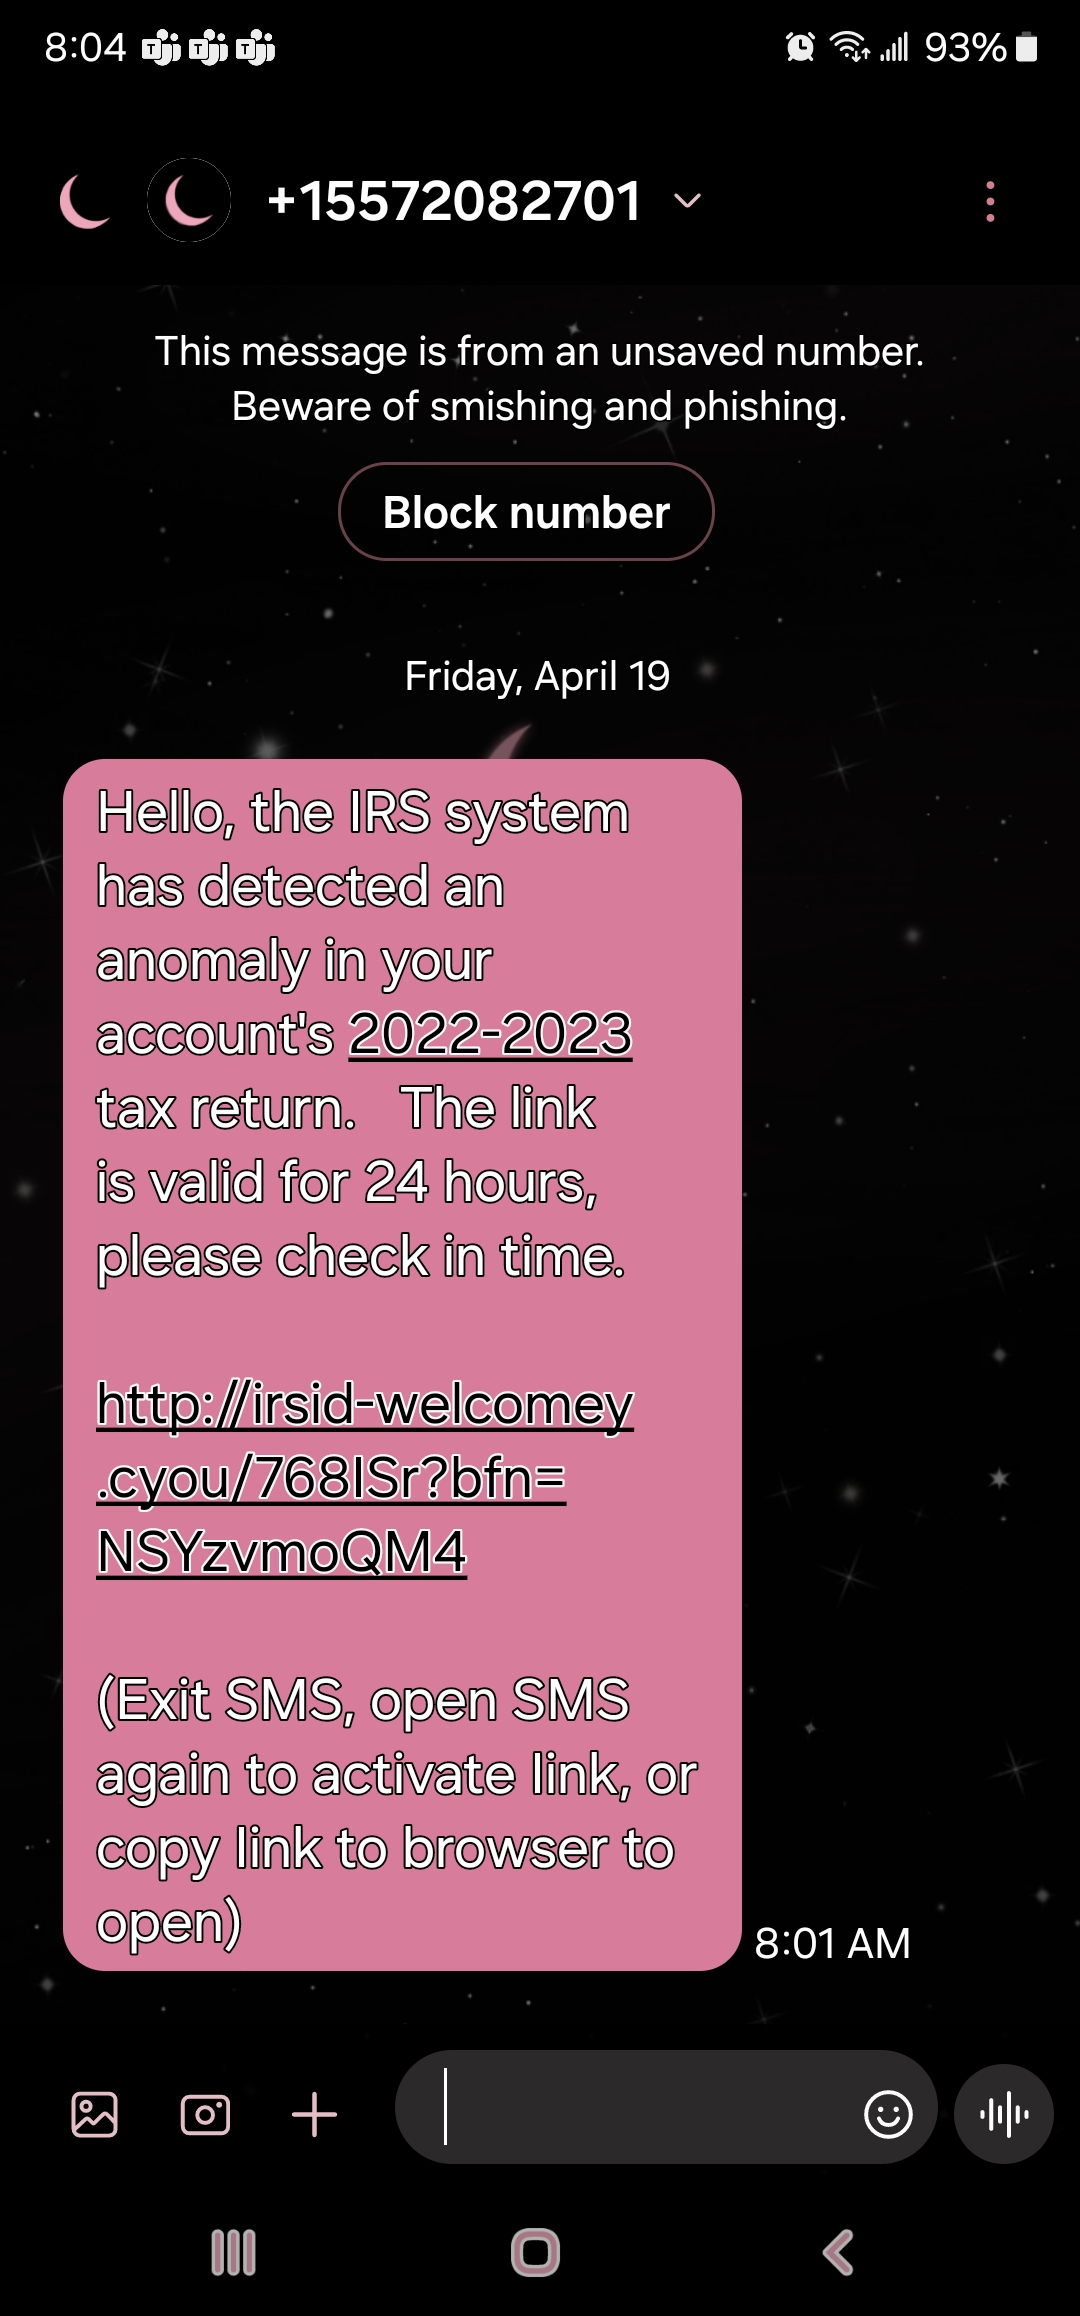 8:04 T T T 93%
+15572082701
This message is from an unsaved number.
Beware of smishing and phishing.
Block number
Friday, April 19
Hello, the IRS system
has detected an
anomaly in your
account's 2022-2023
tax return.   The link
is valid for 24 hours,
please check in time.
http://irsid-welcomey
.cyou/768ISr?bfn=
NSYzvmoQM4
(Exit SMS, open SMS
again to activate link, or
copy link to browser to
open)
8:01 AM